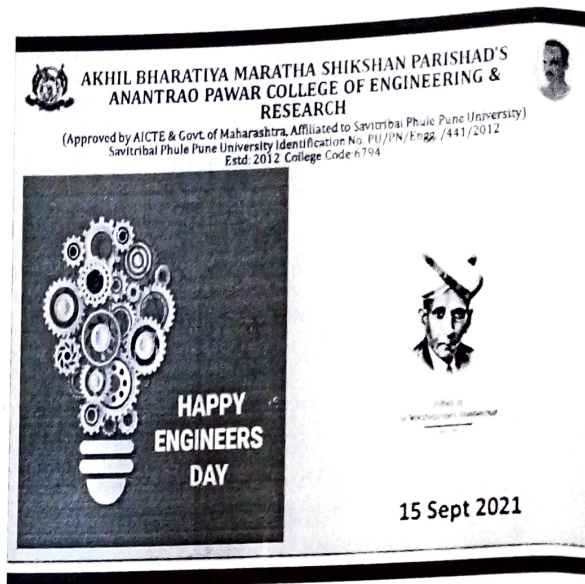 AKHIL BHARATIYA MARATHA SHIKSHAN PARISHAD'S
ANANTRAO PAWAR COLLEGE OF ENGINEERING &
RESEARCH
(Approved by AICTE & Govt. of Maharashtra, Affiliated to Savitribai Phule Pune University)
Savitribai Phule Pune University Identification No. PU/PN/Engg. /441/2012
Estd: 2012 College Code 6794
HAPPY
ENGINEERS
DAY
15 Sept 2021